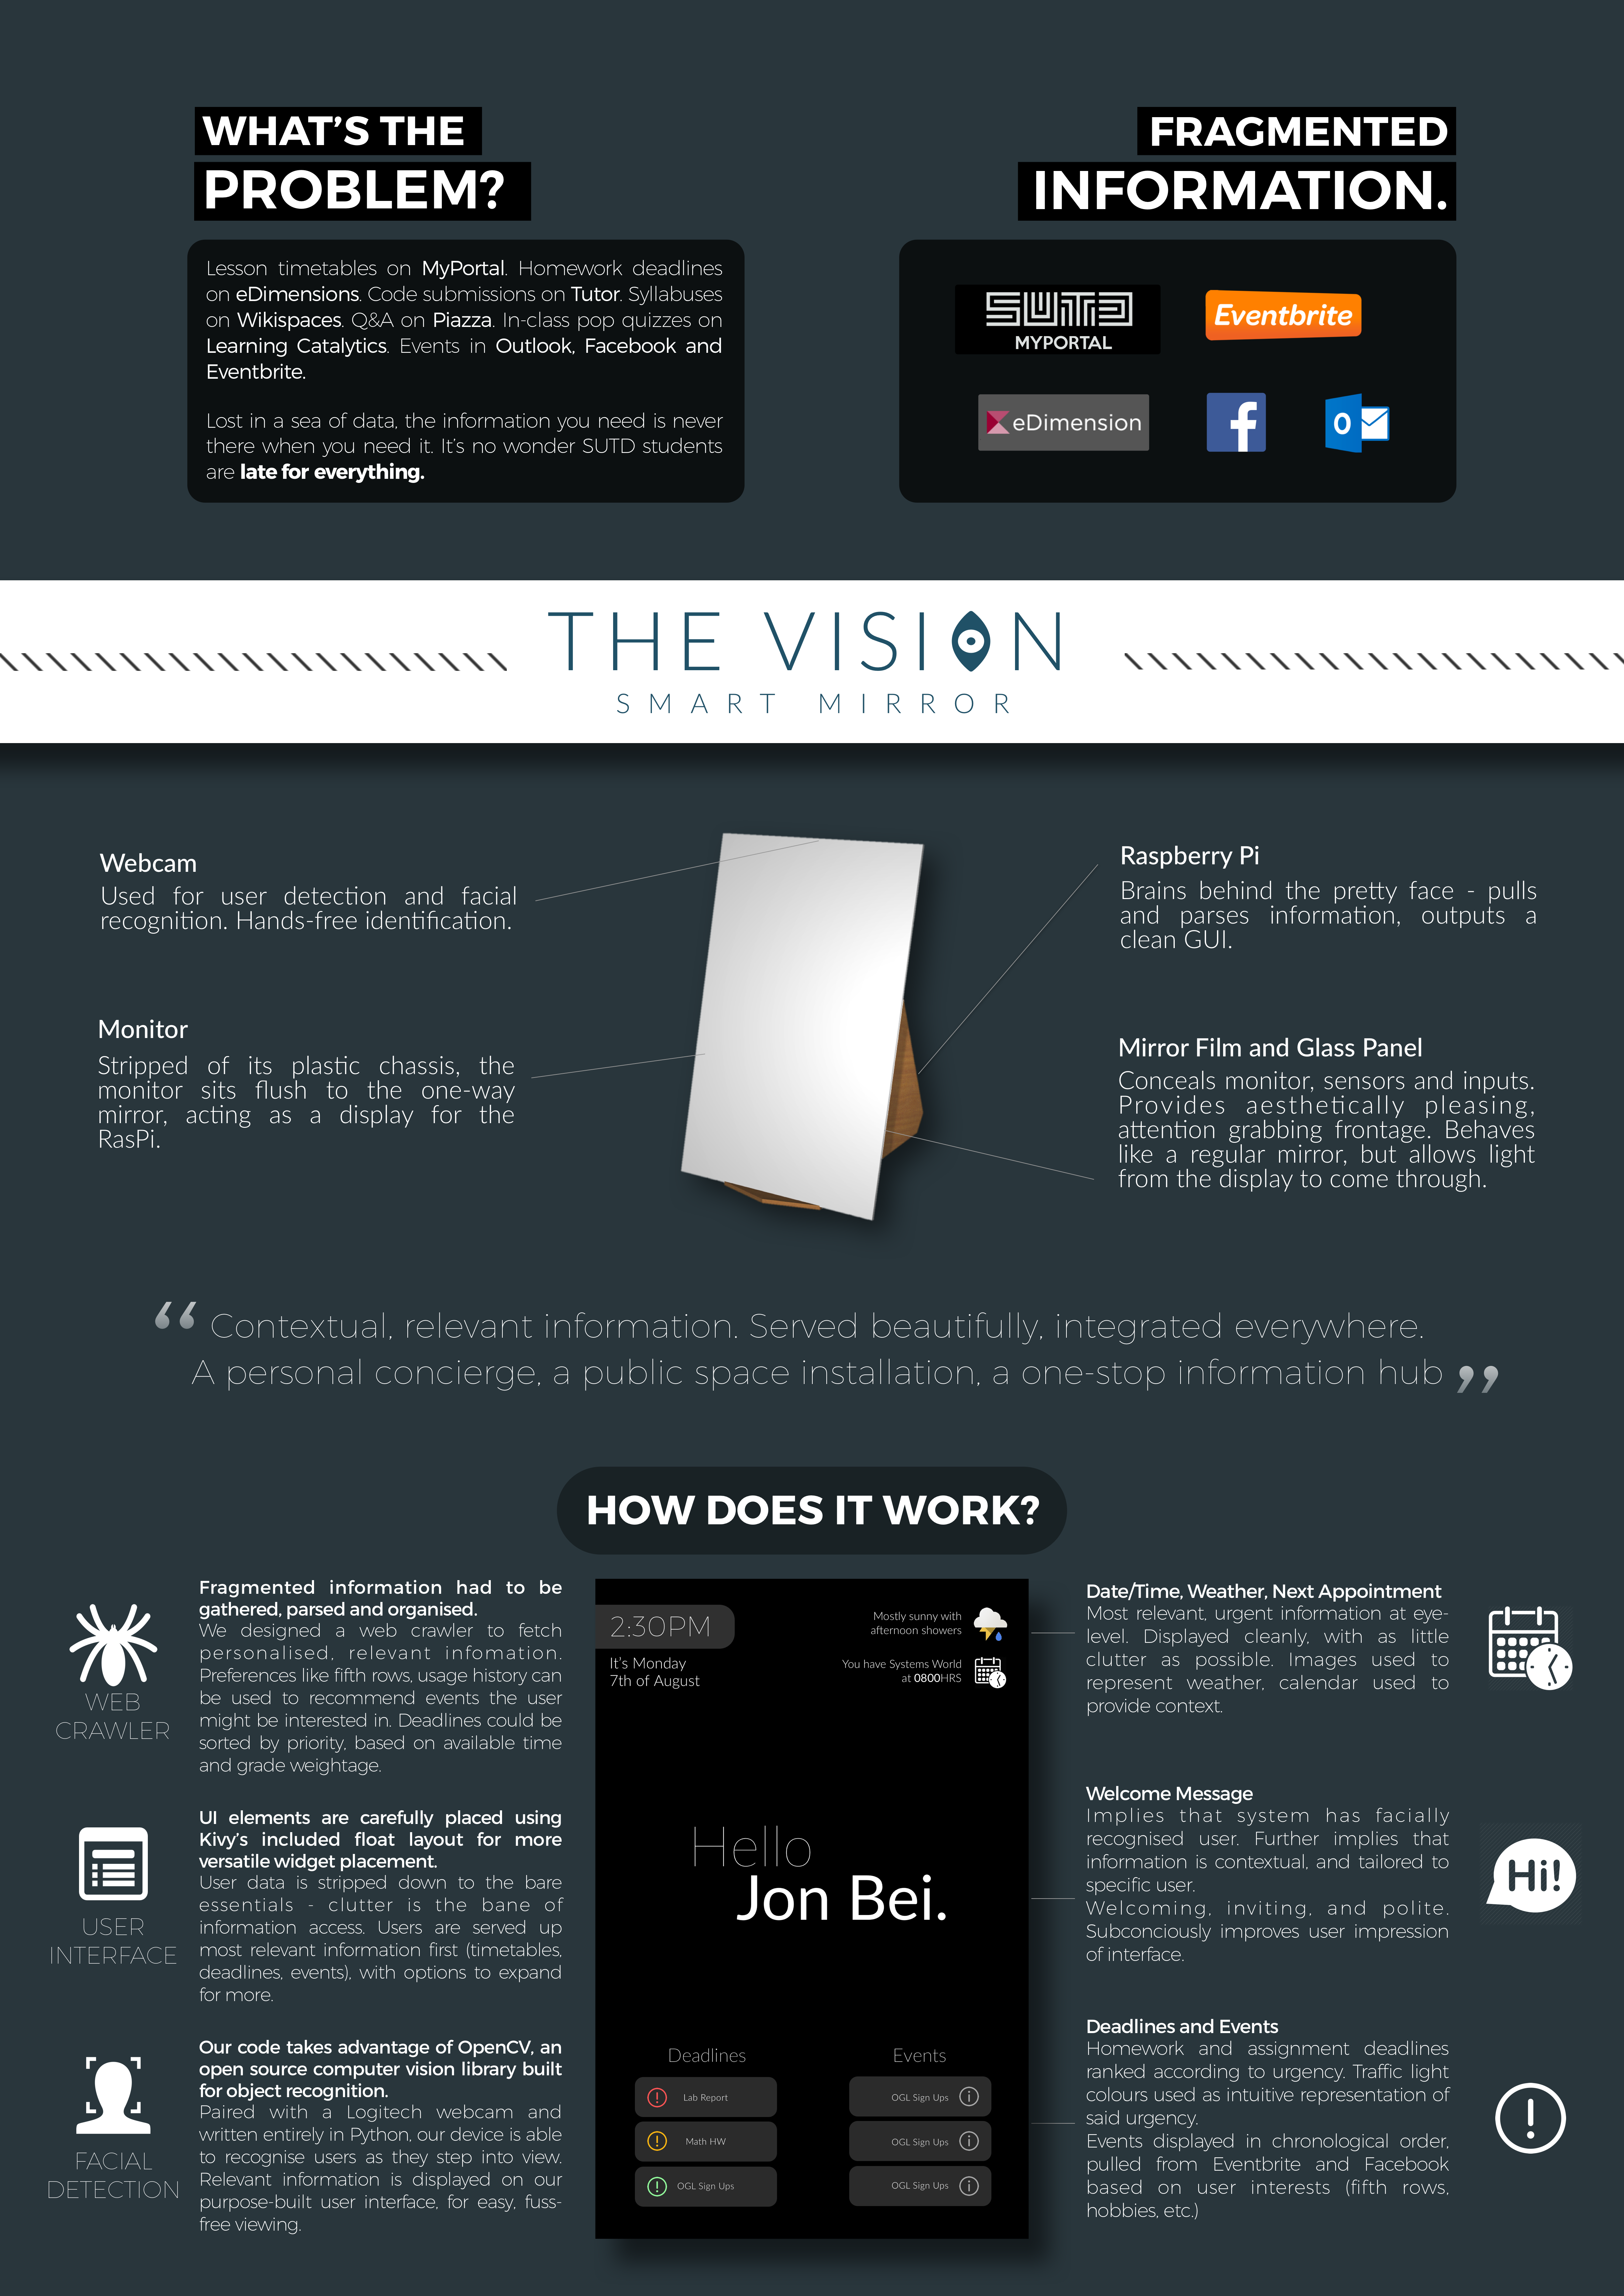 WHAT'S THE
PROBLEM?
Lesson timetables on MyPortal. Homework deadlines
on eDimensions. Code submissions on Tutor. Syllabuses
on Wikispaces. Q&A on Piazza. In-class pop quizzes on
Learning Catalytics. Events in Outlook, Facebook and
Eventbrite.
Lost in a sea of data, the information you need is never
there when you need it. It's no wonder SUTD students
are late for everything.
FRAGMENTED
INFORMATION.
SUTD
MYPORTAL
Eventbrite
eDimension
f
O
THE VISION
SMART MIRROR
Webcam
Used for user detection and facial
recognition. Hands-free identification.
Monitor
Stripped of its plastic chassis, the
monitor sits flush to the one-way
mirror, acting as a display for the
RasPi.
Raspberry Pi
Brains behind the pretty face - pulls
and parses information, outputs a
clean GUI.
Mirror Film and Glass Panel
Conceals monitor, sensors and inputs.
Provides aesthetically pleasing,
attention grabbing frontage. Behaves
like a regular mirror, but allows light
from the display to come through.
“ Contextual, relevant information. Served beautifully, integrated everywhere.
A personal concierge, a public space installation, a one-stop information hub ”
HOW DOES IT WORK?
WEB
CRAWLER
Fragmented information had to be
gathered, parsed and organised.
We designed a web crawler to fetch
personalised, relevant infomation.
Preferences like fifth rows, usage history can
be used to recommend events the user
might be interested in. Deadlines could be
sorted by priority, based on available time
and grade weightage.
USER
INTERFACE
UI elements are carefully placed using
Kivy's included float layout for more
versatile widget placement.
User data is stripped down to the bare
essentials - clutter is the bane of
information access. Users are served up
most relevant information first (timetables,
deadlines, events), with options to expand
for more.
FACIAL
DETECTION
Our code takes advantage of OpenCV, an
open source computer vision library built
for object recognition.
Paired with a Logitech webcam and
written entirely in Python, our device is able
to recognise users as they step into view.
Relevant information is displayed on our
purpose-built user interface, for easy, fuss-
free viewing.
2:30PM
It's Monday
7th of August
Mostly sunny with
afternoon showers
You have Systems World
at 0800HRS
Hello
Jon Bei.
Deadlines
Lab Report
Math HW
OGL Sign Ups
Events
OGL Sign Ups
OGL Sign Ups
OGL Sign Ups
Date/Time, Weather, Next Appointment
Most relevant, urgent information at eye-
level. Displayed cleanly, with as little
clutter as possible. Images used to
represent weather, calendar used to
provide context.
Welcome Message
Implies that system has facially
recognised user. Further implies that
information is contextual, and tailored to
specific user.
Welcoming, inviting, and polite.
Subconciously improves user impression
of interface.
Hi!
Deadlines and Events
Homework and assignment deadlines
ranked according to urgency. Traffic light
colours used as intuitive representation of
said urgency.
Events displayed in chronological order,
pulled from Eventbrite and Facebook
based on user interests (fifth rows,
hobbies, etc.)